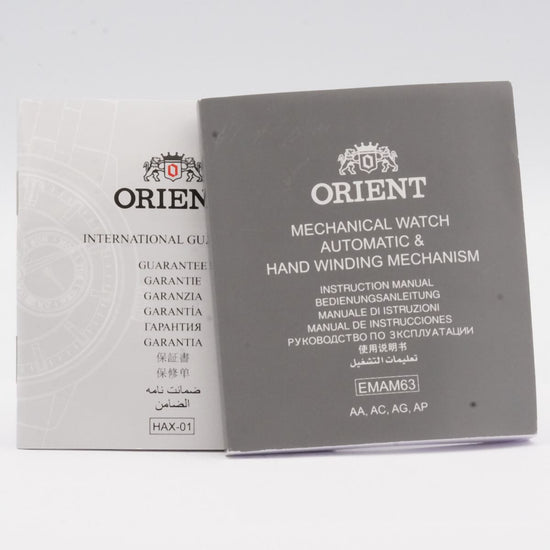 ORIENT
INTERNATIONAL
GUARANTEE
GARANTIE
GARANZIA
GARANTÍA
ГАРАНТИЯ
GARANTIA
保証書
保修单
ضمانت نامه
الضامن
HAX-01
ORIENT
MECHANICAL WATCH
AUTOMATIC &
HAND WINDING MECHANISM
INSTRUCTION MANUAL
BEDIENUNGSANLEITUNG
MANUALE DI ISTRUZIONI
MANUAL DE INSTRUCCIONES
РУКОВОДСТВО ПО ЭКСПЛУАТАЦИИ
使用说明书
تعليمات التشغيل
EMAM63
AA, AC, AG, AP